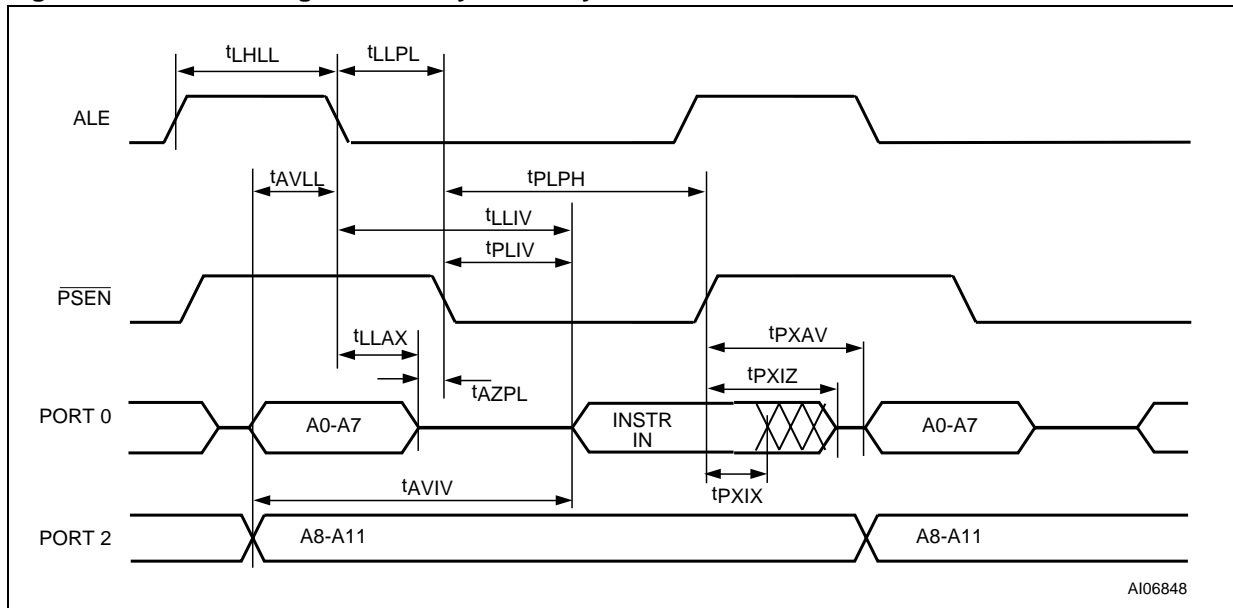 tLHLL
tLLPL
ALE
tAVLL
tPLPH
tLLIV
tPLIV
PSEN
tLLAX
tPXAV
tPXIZ
tAZPL
PORT 0
A0-A7
INSTR
IN
A0-A7
tPXIX
tAVIV
PORT 2
A8-A11
A8-A11
AI06848